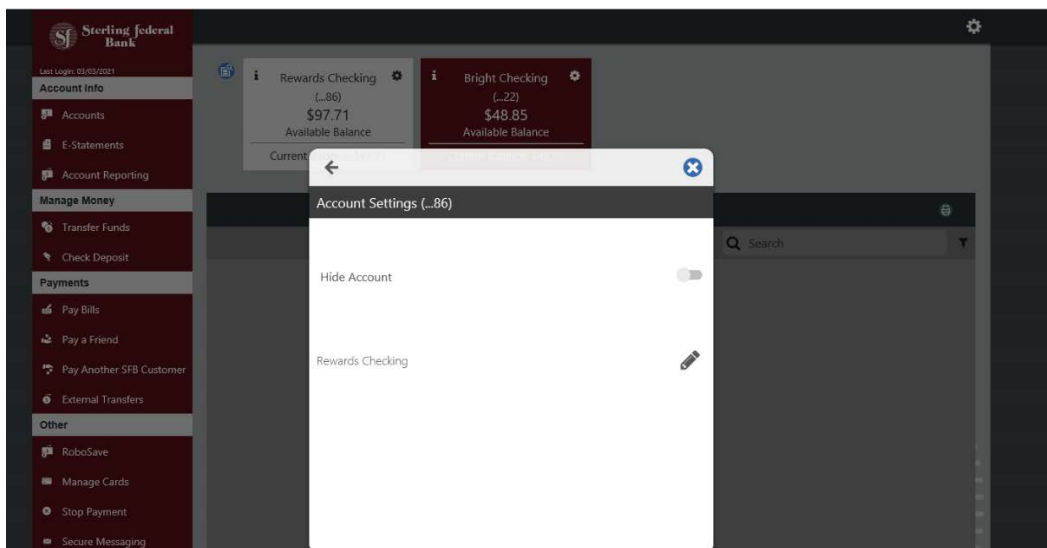 Sterling federal
Bank
Last Login: 03/03/2021
Account Info
Accounts
E-Statements
Account Reporting
Manage Money
Transfer Funds
Check Deposit
Payments
Pay Bills
Pay a Friend
Pay Another SFB Customer
External Transfers
Other
RoboSave
Manage Cards
Stop Payment
Secure Messaging
i Rewards Checking
(...86)
$97.71
Available Balance
Current
i Bright Checking
(...22)
$48.85
Available Balance
Search
Account Settings (...86)
Hide Account
Rewards Checking